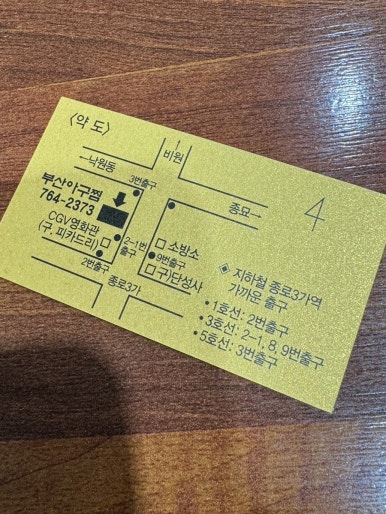 〈약 도〉
↑
비원
←낙원동
3번출구
부산아구찜
764-2373
종묘→
4
CGV영화관
(구. 피카드리)
2-1번
출구
소방소
9번출구
구)단성사
2번출구
종로3가
◈ 지하철 종로3가역
가까운 출구
• 1호선: 2번출구
• 3호선: 2-1, 8, 9번출구
• 5호선: 3번출구